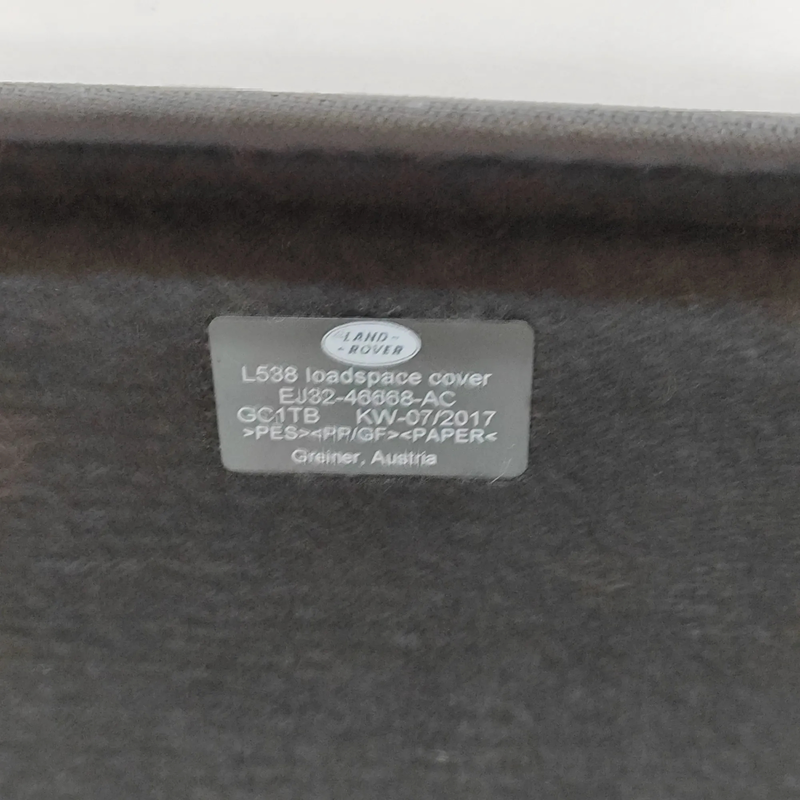 LAND-
-ROVER
L538 loadspace cover
EJ32-46668-AC
GC1TB KW-07/2017
>PES><PP/GF><PAPER<
Greiner, Austria